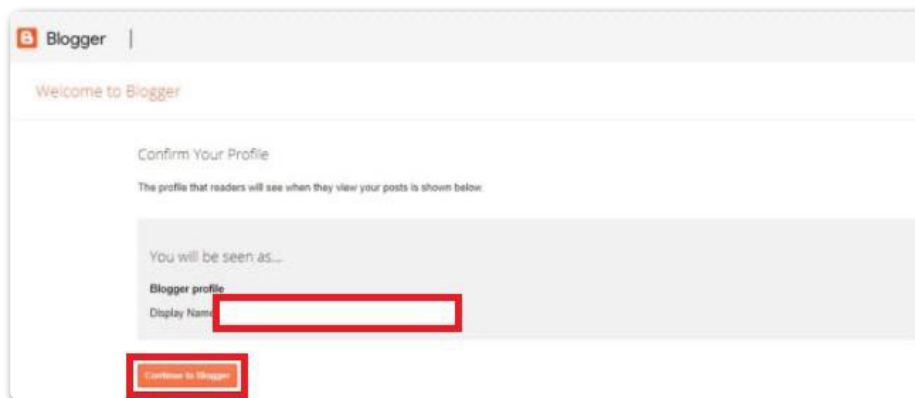 Blogger
Welcome to Blogger
Confirm Your Profile
The profile that readers will see when they view your posts is shown below.
You will be seen as...
Blogger profile
Display Name
Continue to Blogger